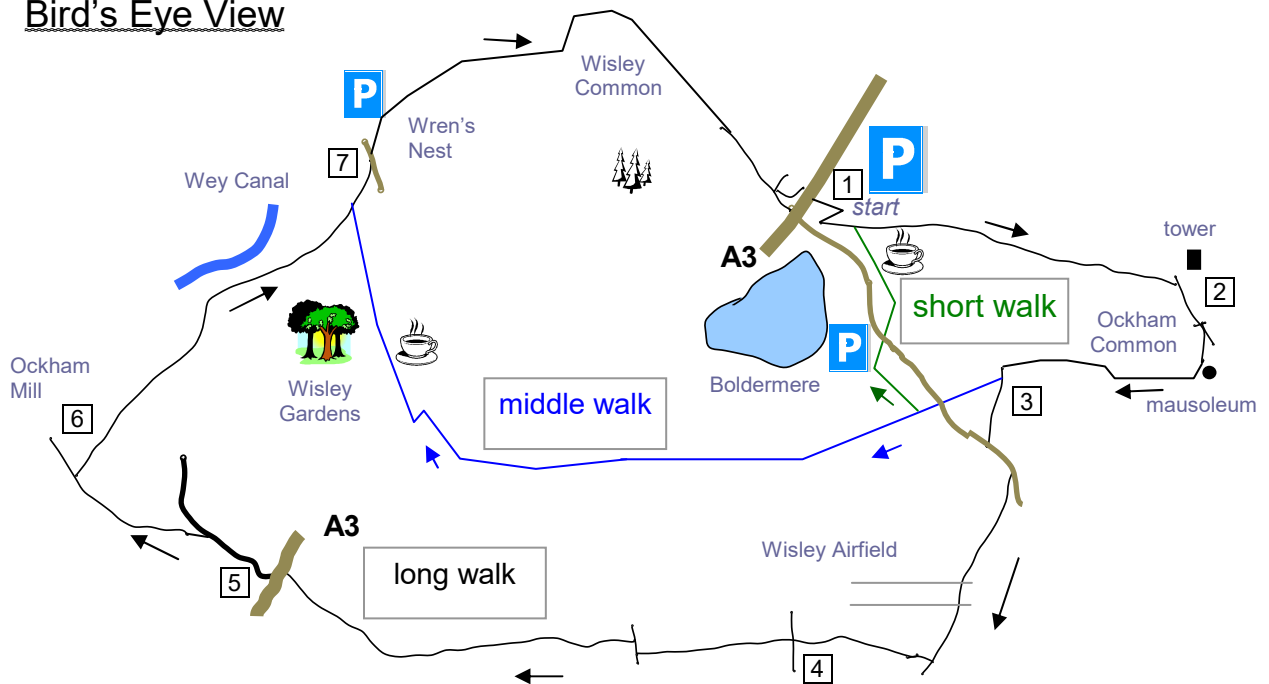 Bird's Eye View
P
Wren's
Nest
7
Wisley
Common
P
1
start
Wey Canal
A3
tower
2
short walk
Ockham
Common
P
Boldermere
Wisley
Gardens
middle walk
3
mausoleum
Ockham
Mill
6
A3
5
long walk
Wisley Airfield
4